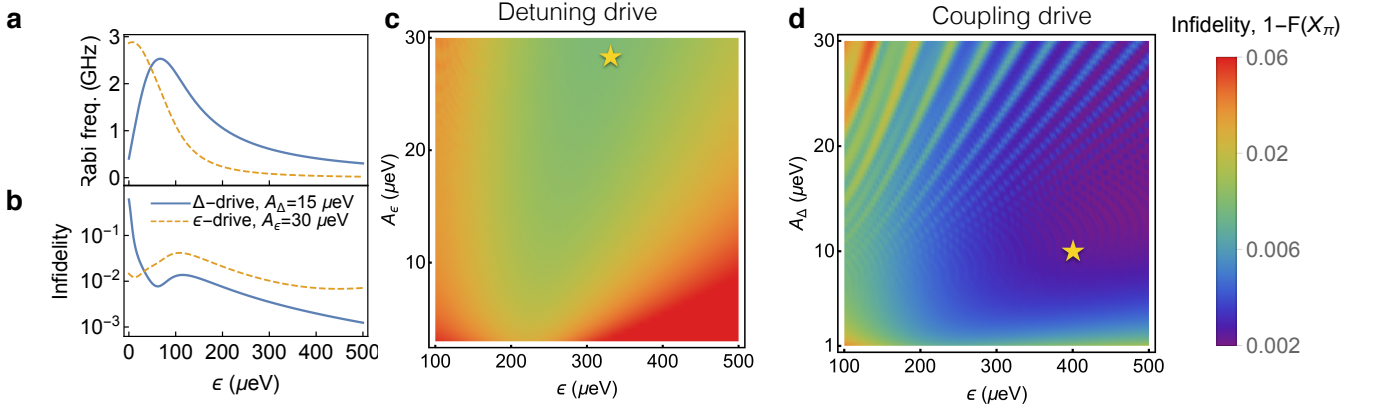 a
Rabi freq. (GHz)
3
2
1
0
b
Infidelity
10⁻¹
10⁻²
10⁻³
Δ−drive, A_Δ=15 μeV
ϵ−drive, A_ϵ=30 μeV
0 100 200 300 400 500
ϵ (μeV)
c
Detuning drive
A_ϵ (μeV)
30
20
10
100 200 300 400 500
ϵ (μeV)
d
Coupling drive
A_Δ (μeV)
30
20
10
1
100 200 300 400 500
ϵ (μeV)
Infidelity, 1−F(X_π)
0.06
0.02
0.006
0.002